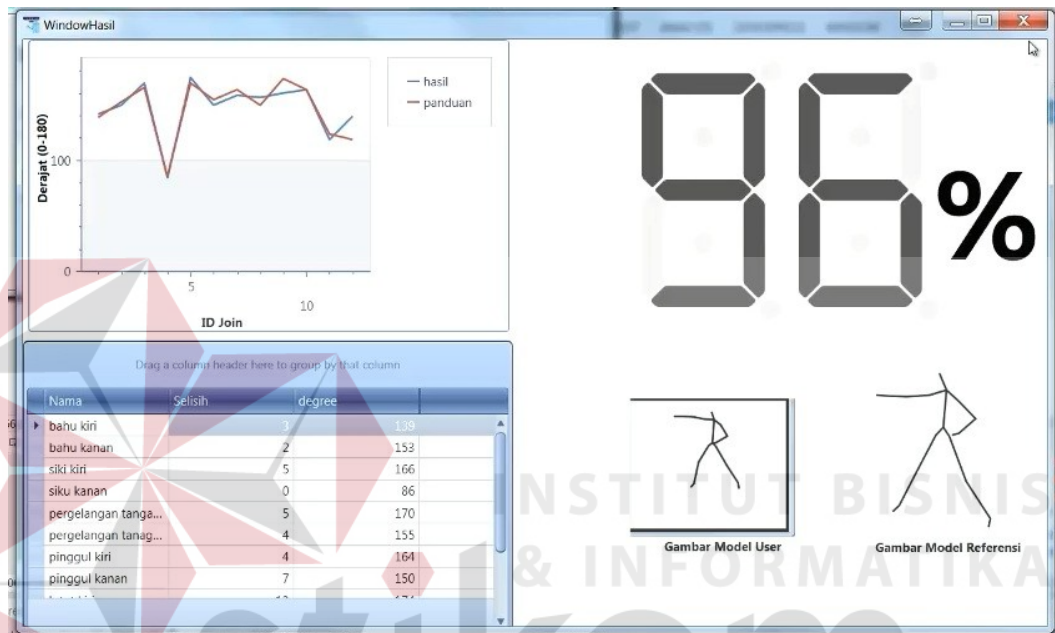 WindowHasil
Derajat (0-180)
100
0
5
10
ID Join
hasil
panduan
96 %
Drag a column header here to group by that column
Nama Selisih degree
bahu kiri 3 139
bahu kanan 2 153
siki kiri 5 166
siku kanan 0 86
pergelangan tanga... 5 170
pergelangan tanag... 4 155
pinggul kiri 4 164
pinggul kanan 7 150
Gambar Model User
Gambar Model Referensi
INSTITUT BISNIS
& INFORMATIKA